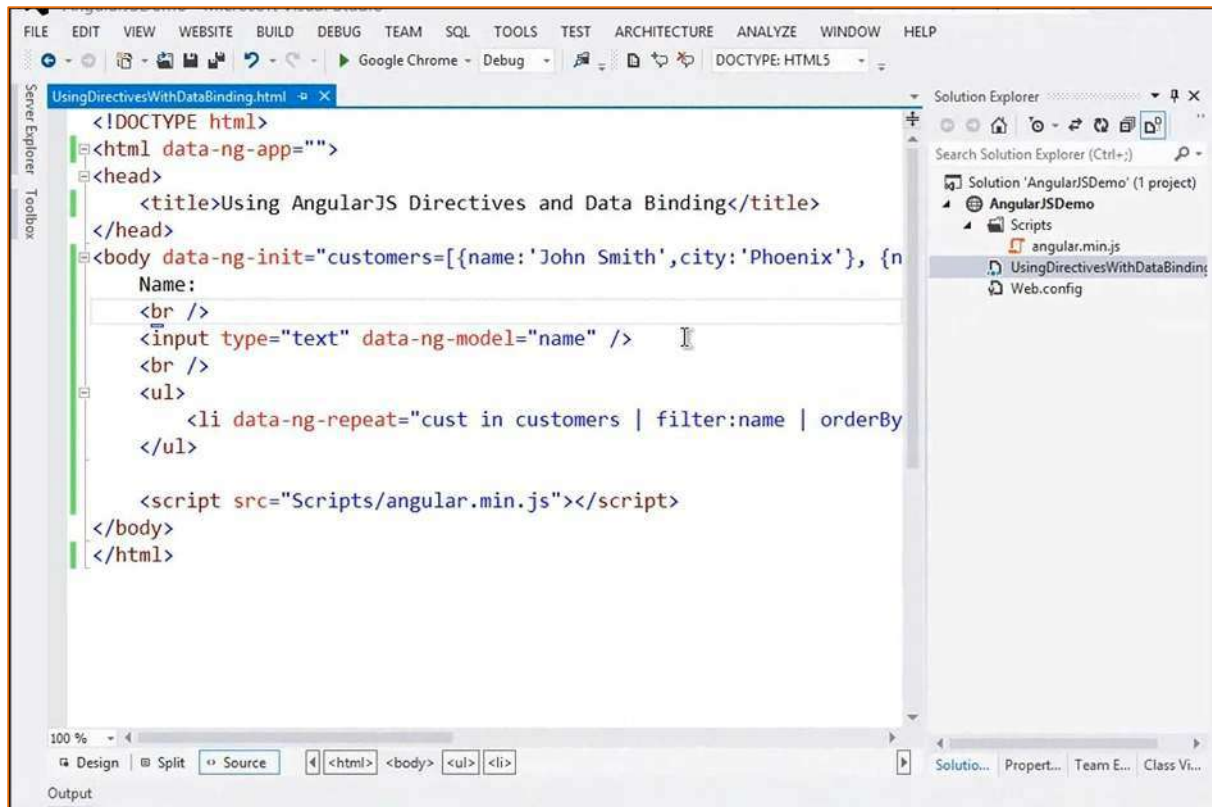 FILE EDIT VIEW WEBSITE BUILD DEBUG TEAM SQL TOOLS TEST ARCHITECTURE ANALYZE WINDOW HELP
Google Chrome Debug DOCTYPE: HTML5
Server Explorer
Toolbox
UsingDirectivesWithDataBinding.html
<!DOCTYPE html>
<html data-ng-app="">
<head>
<title>Using AngularJS Directives and Data Binding</title>
</head>
<body data-ng-init="customers=[{name:'John Smith',city:'Phoenix'}, {n
Name:
<br />
<input type="text" data-ng-model="name" />
<br />
<ul>
<li data-ng-repeat="cust in customers | filter:name | orderBy
</ul>
<script src="Scripts/angular.min.js"></script>
</body>
</html>
100 %
Design Split Source <html> <body> <ul> <li>
Output
Solution Explorer
Search Solution Explorer (Ctrl+;)
Solution 'AngularJSDemo' (1 project)
AngularJSDemo
Scripts
angular.min.js
UsingDirectivesWithDataBinding
Web.config
Solutio... Propert... Team E... Class Vi...